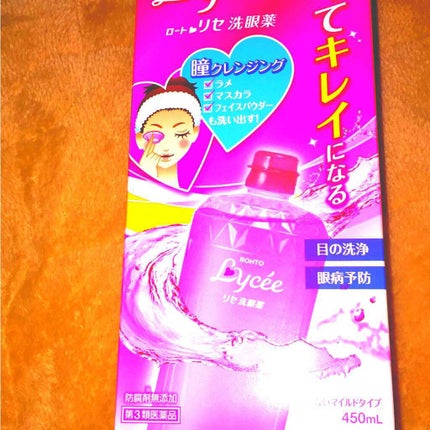 ロート リセ 洗眼薬
てキレイになる
瞳クレンジング
ラメ
マスカラ
フェイスパウダー
も洗い出す!
目の洗浄
眼病予防
ROHTO
Lycée
リセ 洗眼薬
防腐剤無添加
第3類医薬品
いマイルドタイプ
450mL